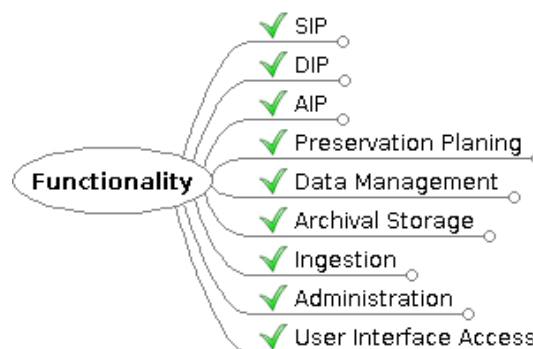 SIP
DIP
AIP
Preservation Planing
Functionality
Data Management
Archival Storage
Ingestion
Administration
User Interface Access